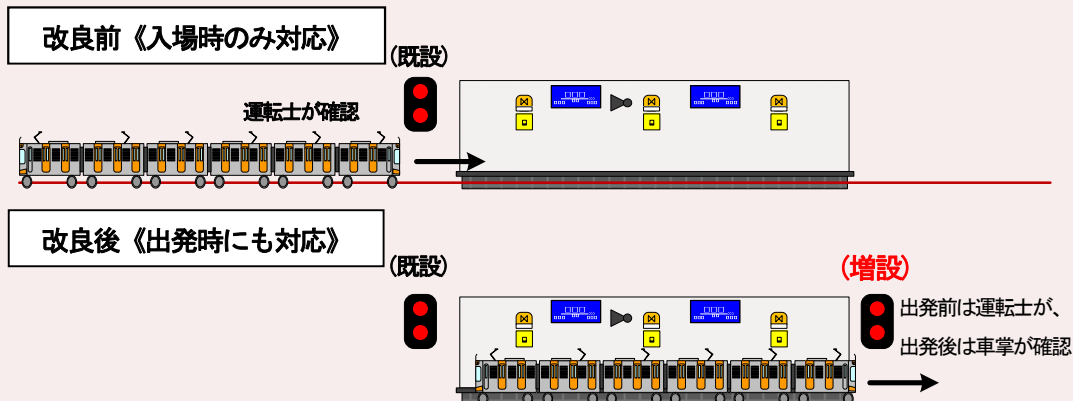 改良前《入場時のみ対応》
(既設)
運転士が確認
改良後《出発時にも対応》
(既設)
(増設)
出発前は運転士が、
出発後は車掌が確認